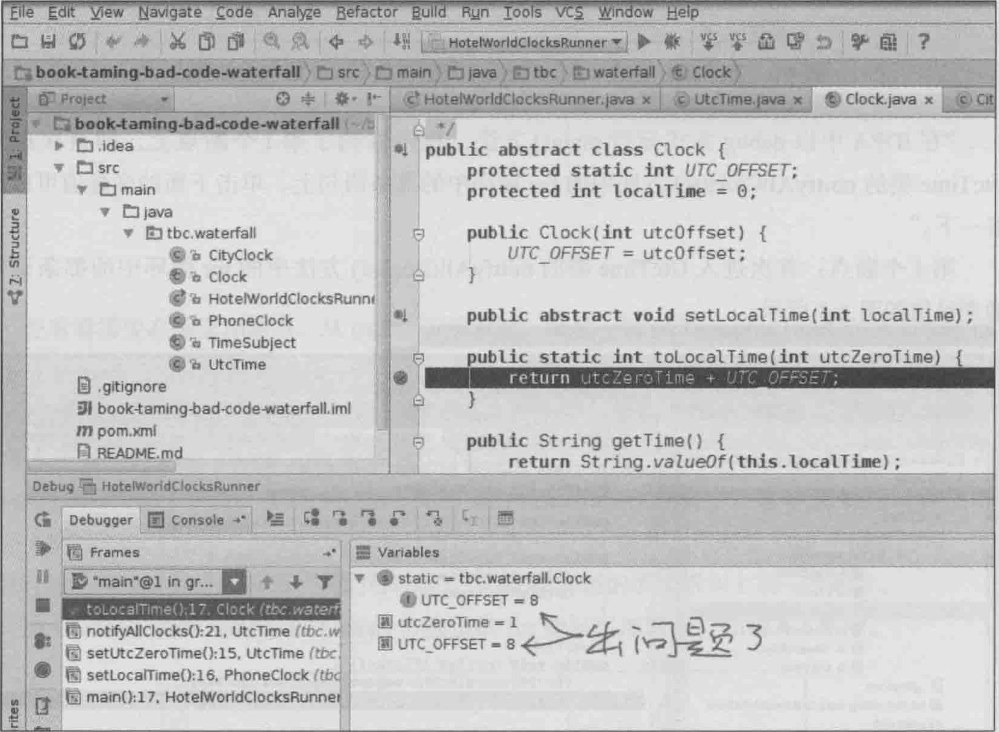 File Edit View Navigate Code Analyze Refactor Build Run Tools VCS Window Help
HotelWorldClocksRunner
VCS VCS ?
book-taming-bad-code-waterfall src main java tbc waterfall Clock
1: Project
7: Structure
Project
book-taming-bad-code-waterfall (~/b
.idea
src
main
java
tbc.waterfall
CityClock
Clock
HotelWorldClocksRunne
PhoneClock
TimeSubject
UtcTime
.gitignore
book-taming-bad-code-waterfall.iml
pom.xml
README.md
HotelWorldClocksRunner.java × UtcTime.java × Clock.java × Cit
*/
public abstract class Clock {
protected static int UTC_OFFSET;
protected int localTime = 0;
public Clock(int utcOffset) {
UTC_OFFSET = utcOffset;
}
public abstract void setLocalTime(int localTime);
public static int toLocalTime(int utcZeroTime) {
return utcZeroTime + UTC_OFFSET;
}
public String getTime() {
return String.valueOf(this.localTime);
Debug HotelWorldClocksRunner
Debugger Console
Frames
"main"@1 in gr...
toLocalTime():17, Clock (tbc.waterf
notifyAllClocks():21, UtcTime (tbc.w
setUtcZeroTime():15, UtcTime (tbc.
setLocalTime():16, PhoneClock (tbc
main():17, HotelWorldClocksRunner
rites
Variables
static = tbc.waterfall.Clock
UTC_OFFSET = 8
utcZeroTime = 1
UTC_OFFSET = 8
出问题了